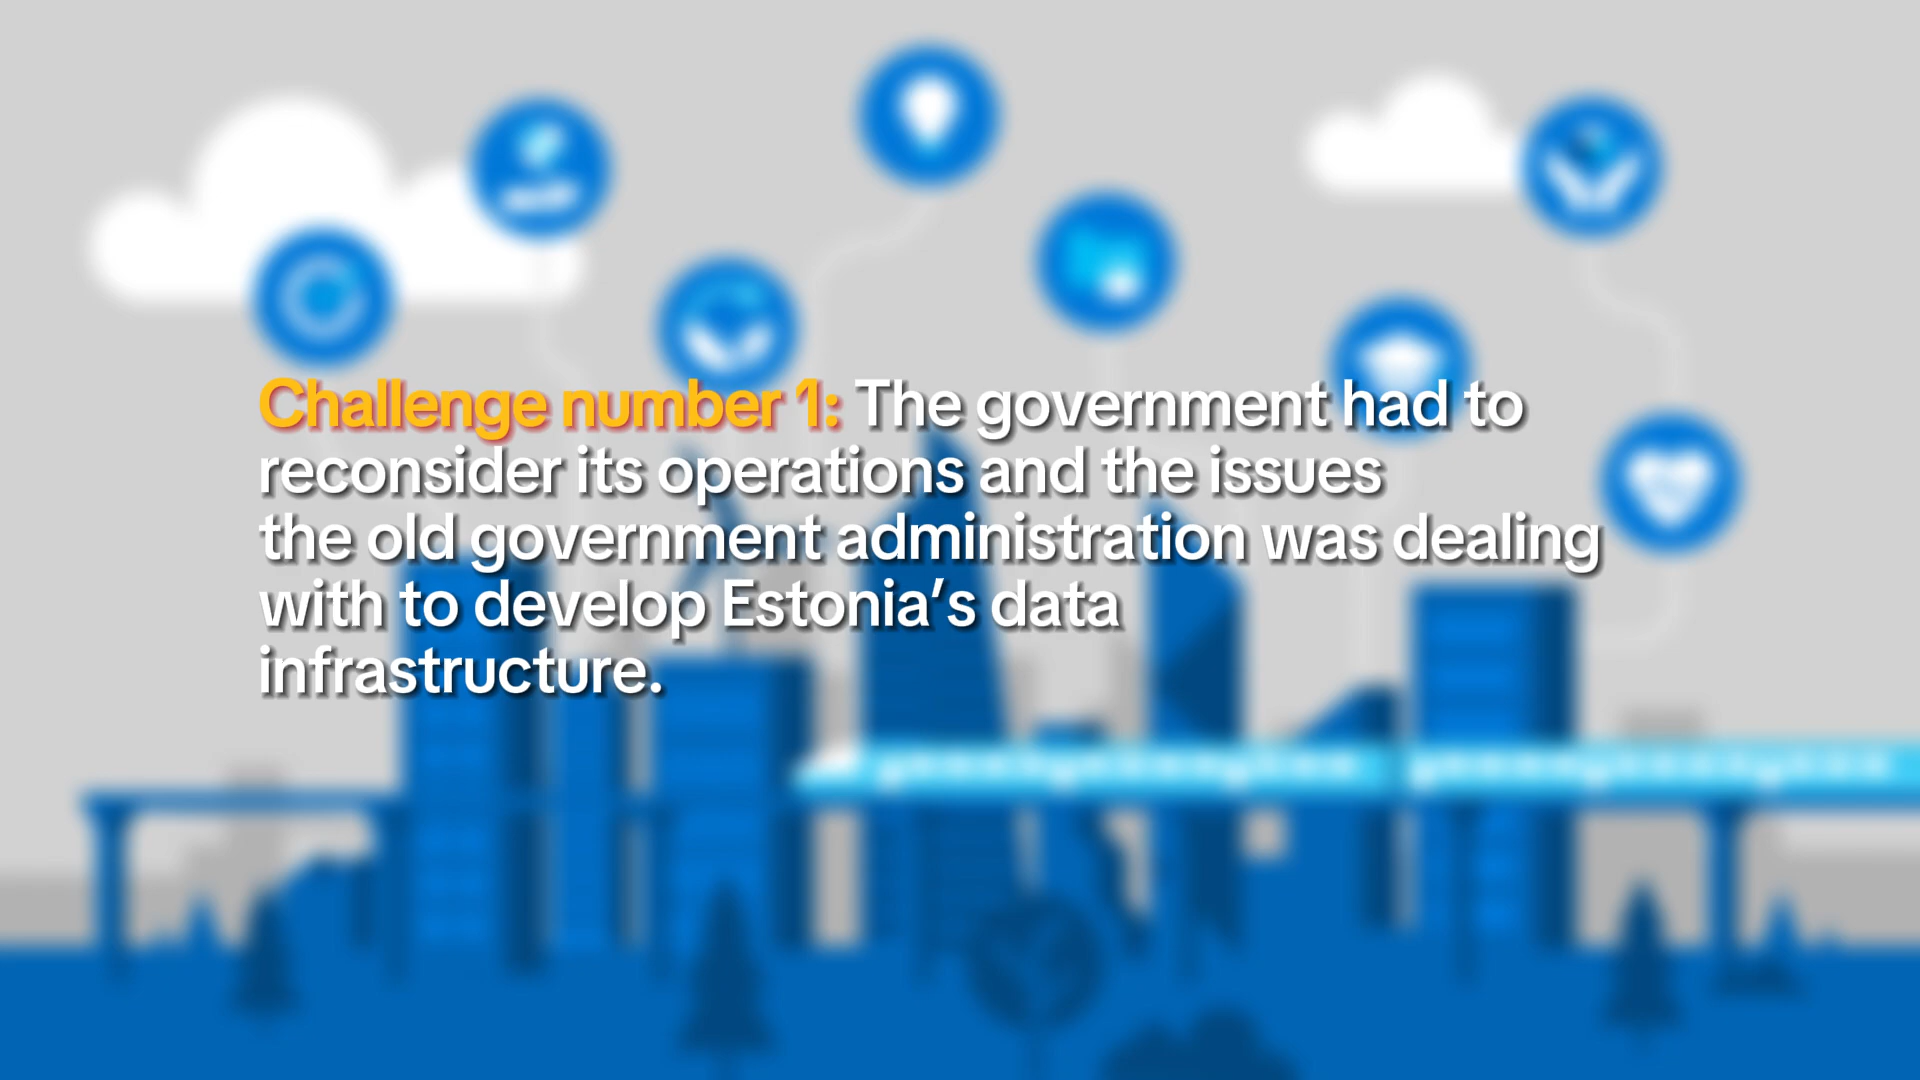 Challenge number 1: The government had to
reconsider its operations and the issues
the old government administration was dealing
with to develop Estonia’s data
infrastructure.